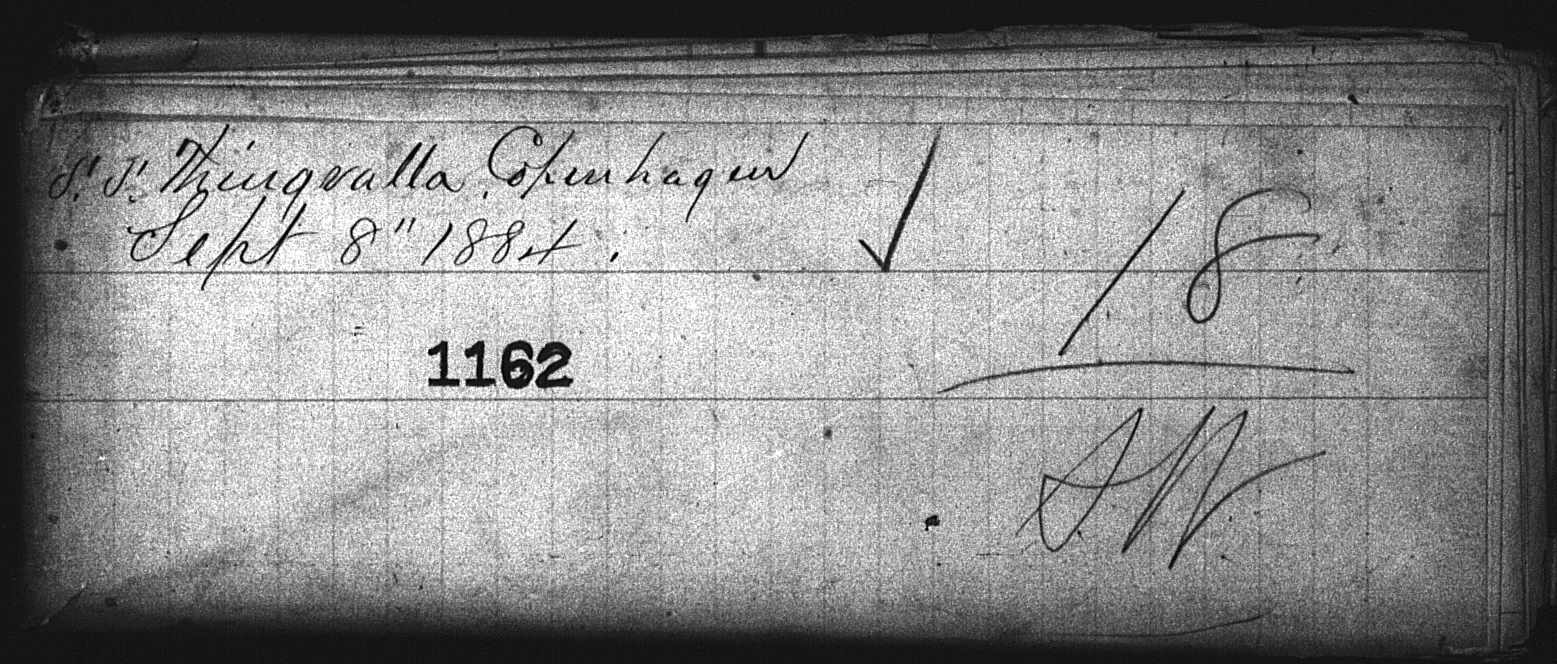 S. S. Thingvalla, Copenhagen
Sept 8" 1884.
18
1162